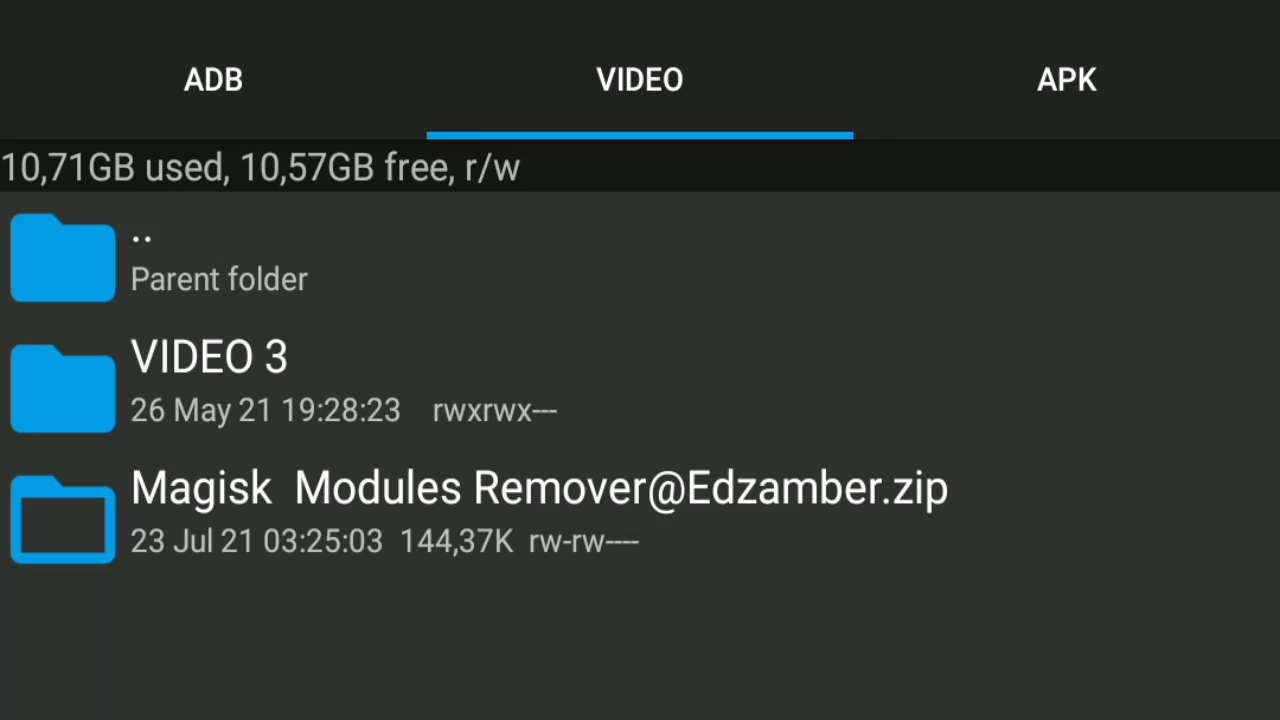 ADB VIDEO APK
10,71GB used, 10,57GB free, r/w
..
Parent folder
VIDEO 3
26 May 21 19:28:23 rwxrwx---
Magisk  Modules Remover@Edzamber.zip
23 Jul 21 03:25:03 144,37K rw-rw----